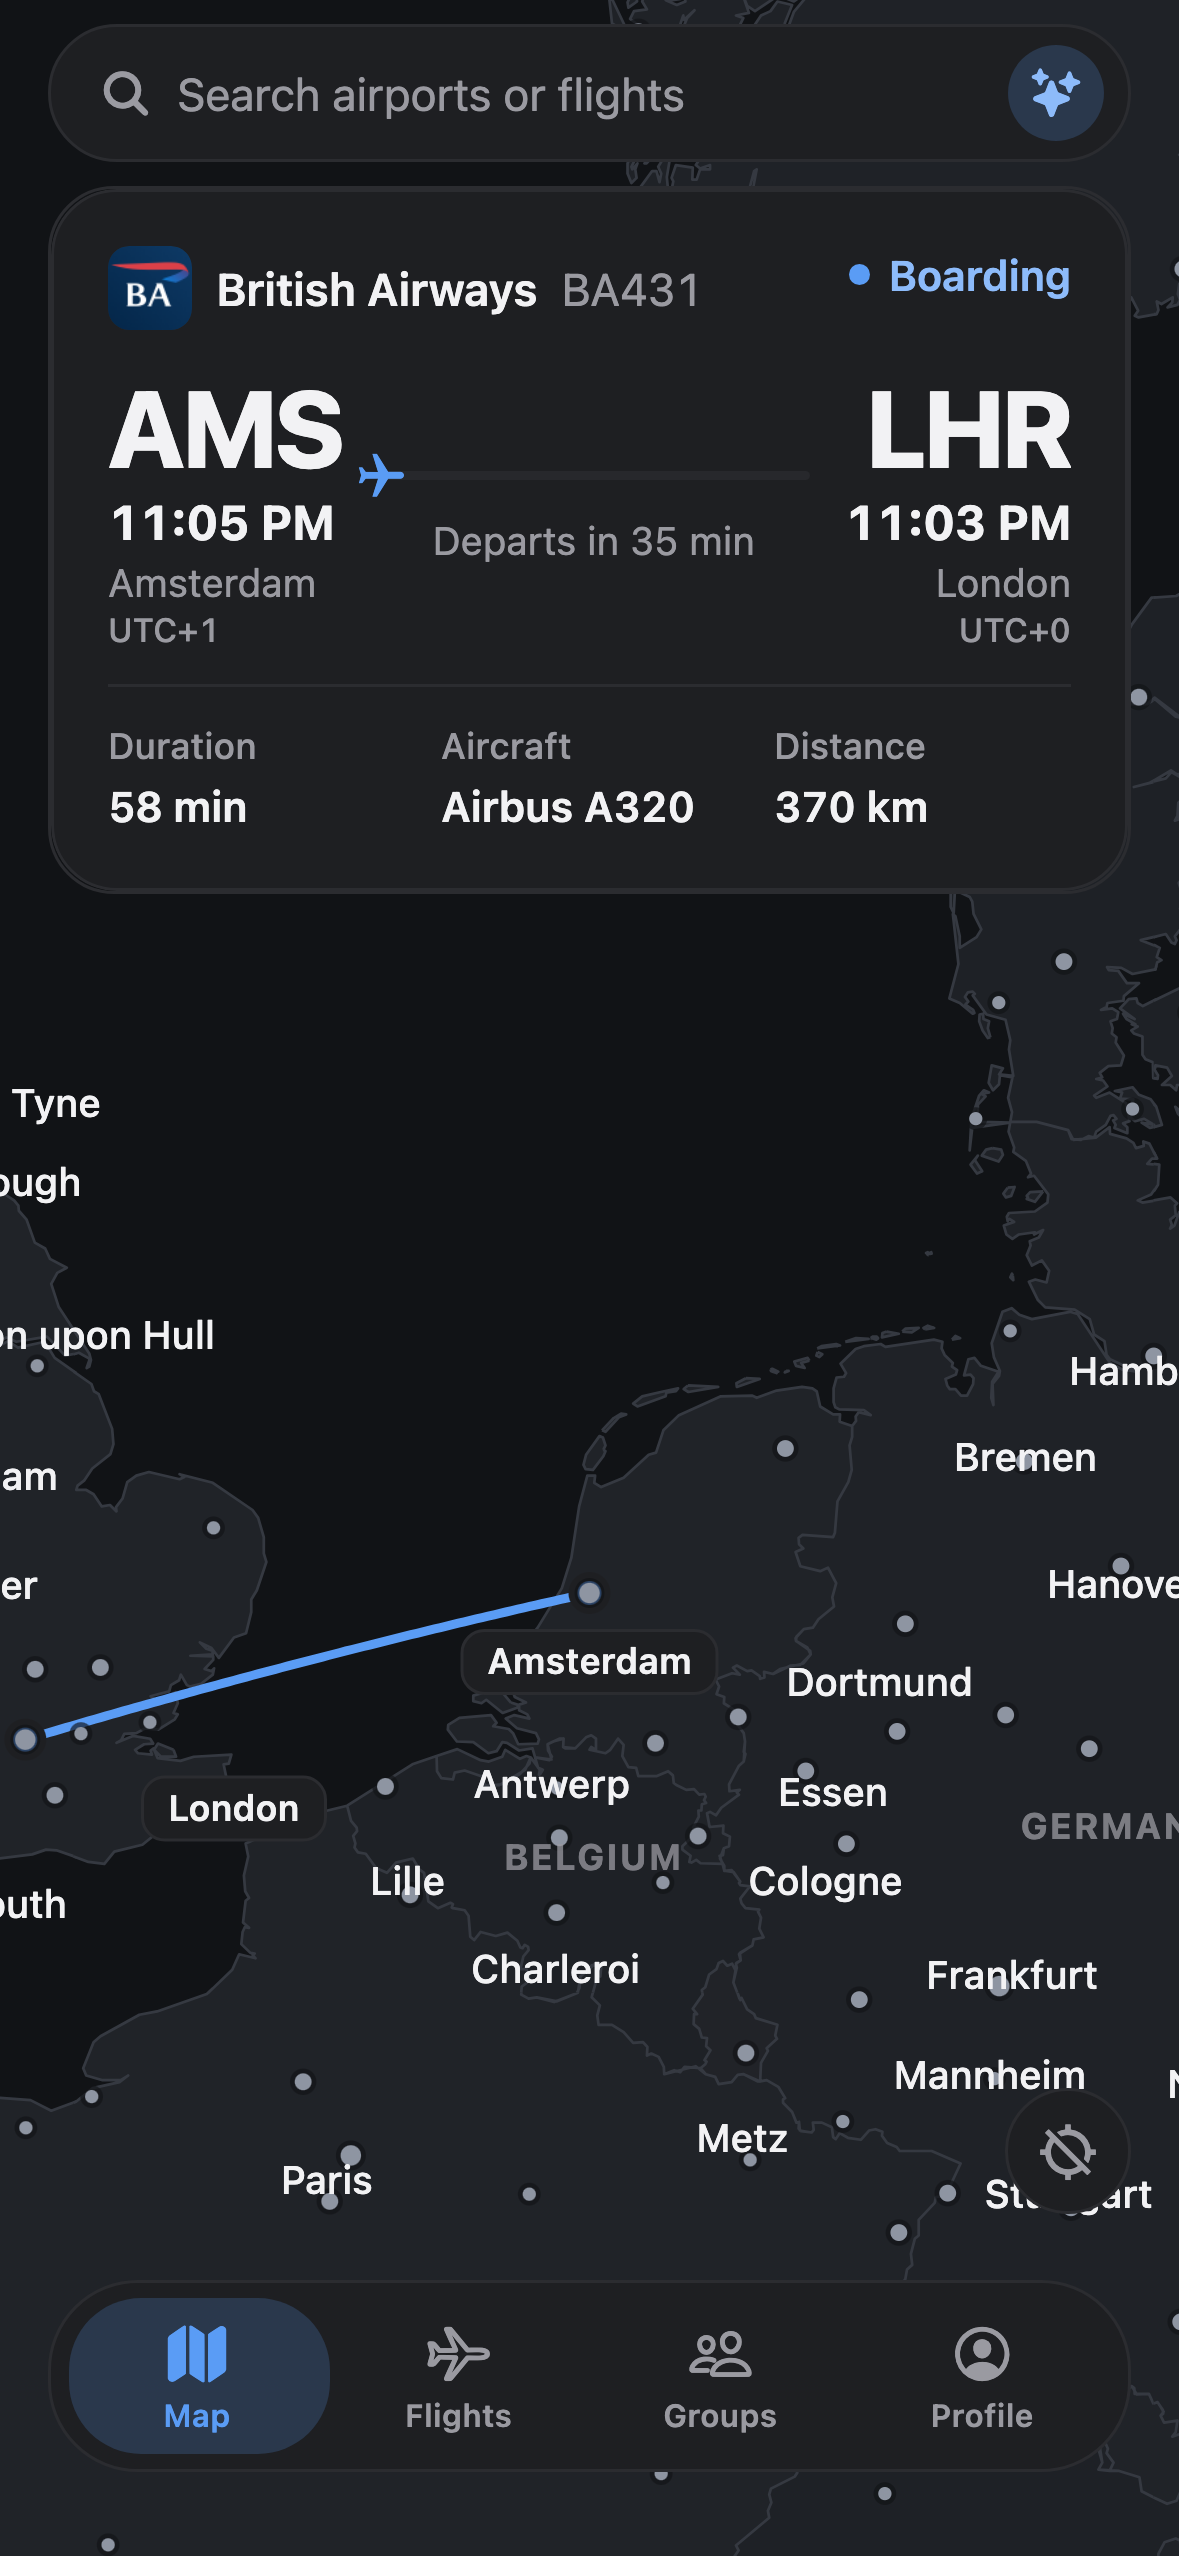 Search airports or flights
BA
British Airways BA431
Boarding
AMS
LHR
11:05 PM
Departs in 35 min
11:03 PM
Amsterdam
London
UTC+1
UTC+0
Duration
Aircraft
Distance
58 min
Airbus A320
370 km
Tyne
ough
on upon Hull
Hamb
Bremen
am
er
Hanove
Amsterdam
Dortmund
Antwerp
Essen
London
GERMAN
BELGIUM
Lille
Cologne
outh
Charleroi
Frankfurt
Mannheim
N
Metz
Paris
Map
Flights
Groups
Profile